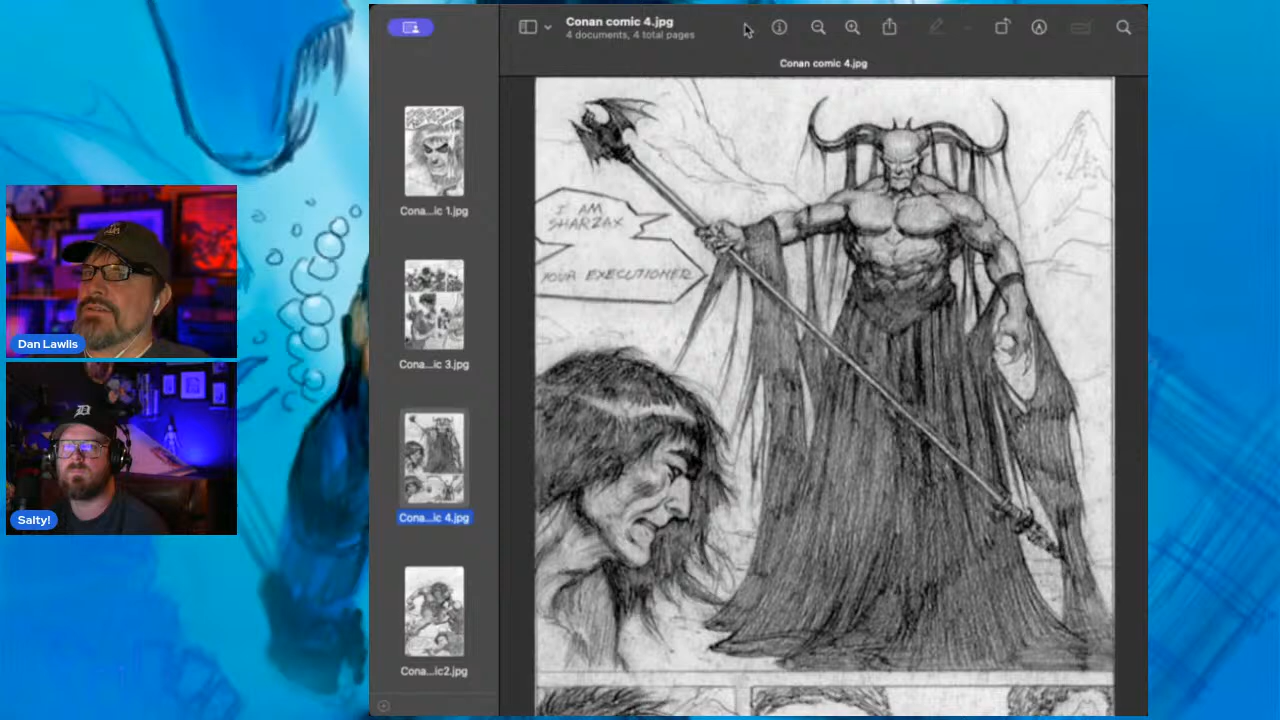 Conan comic 4.jpg
4 documents, 4 total pages
Conan comic 4.jpg
Cona...ic 1.jpg
Cona...ic 3.jpg
Cona...ic 4.jpg
Cona...ic2.jpg
I AM
SHARZAX
YOUR EXECUTIONER
Dan Lawlis
D
Salty!